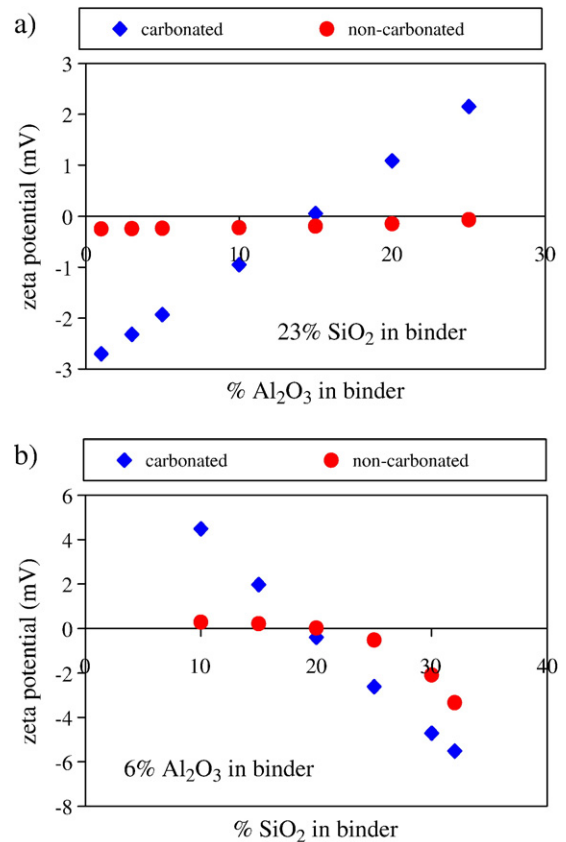 a)
carbonated non-carbonated
3
2
1
0
-1
-2
-3
0 10 20 30
zeta potential (mV)
23% SiO₂ in binder
% Al₂O₃ in binder
b)
carbonated non-carbonated
6
4
2
0
-2
-4
-6
-8
0 10 20 30 40
zeta potential (mV)
6% Al₂O₃ in binder
% SiO₂ in binder